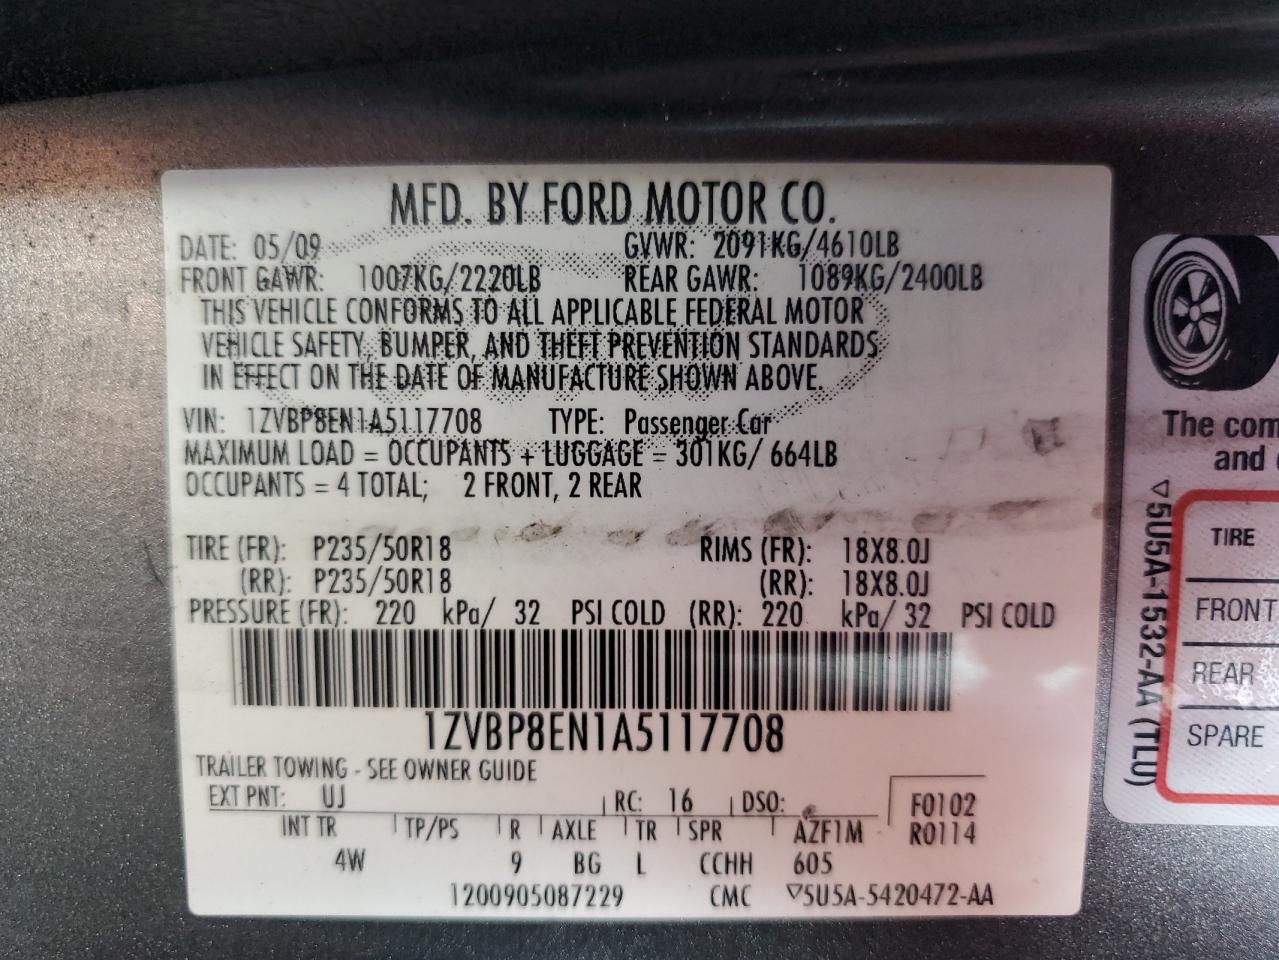 MFD. BY FORD MOTOR CO.
DATE: 05/09 GVWR: 2091KG/4610LB
FRONT GAWR: 1007KG/2220LB REAR GAWR: 1089KG/2400LB
THIS VEHICLE CONFORMS TO ALL APPLICABLE FEDERAL MOTOR
VEHICLE SAFETY, BUMPER, AND THEFT PREVENTION STANDARDS
IN EFFECT ON THE DATE OF MANUFACTURE SHOWN ABOVE.
VIN: 1ZVBP8EN1A5117708 TYPE: Passenger Car
MAXIMUM LOAD = OCCUPANTS + LUGGAGE = 301KG/ 664LB
OCCUPANTS = 4 TOTAL; 2 FRONT, 2 REAR
TIRE (FR): P235/50R18 RIMS (FR): 18X8.0J
(RR): P235/50R18 (RR): 18X8.0J
PRESSURE (FR): 220 kPa/ 32 PSI COLD (RR): 220 kPa/ 32 PSI COLD
1ZVBP8EN1A5117708
TRAILER TOWING - SEE OWNER GUIDE
EXT PNT: UJ RC: 16 DSO: F0102
INT TR TP/PS R AXLE TR SPR AZF1M R0114
4W 9 BG L CCHH 605
1200905087229 CMC ▽5U5A-5420472-AA
The com
and
▽5U5A-1532-AA (TLU)
TIRE
FRONT
REAR
SPARE